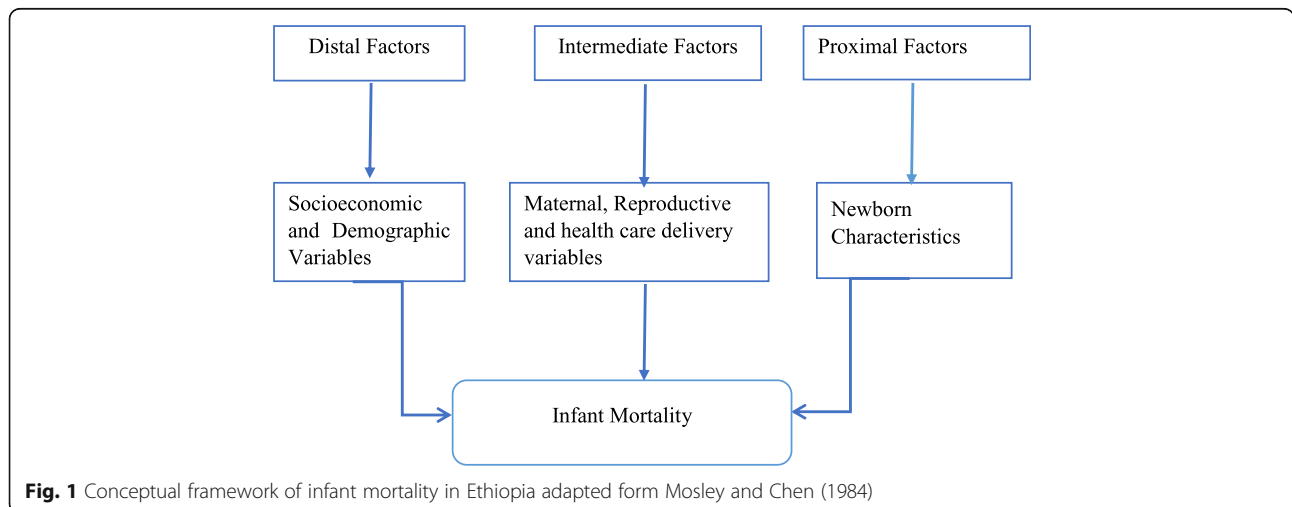 Distal Factors
Intermediate Factors
Proximal Factors
Socioeconomic
and Demographic
Variables
Maternal, Reproductive
and health care delivery
variables
Newborn
Characteristics
Infant Mortality
Fig. 1 Conceptual framework of infant mortality in Ethiopia adapted form Mosley and Chen (1984)